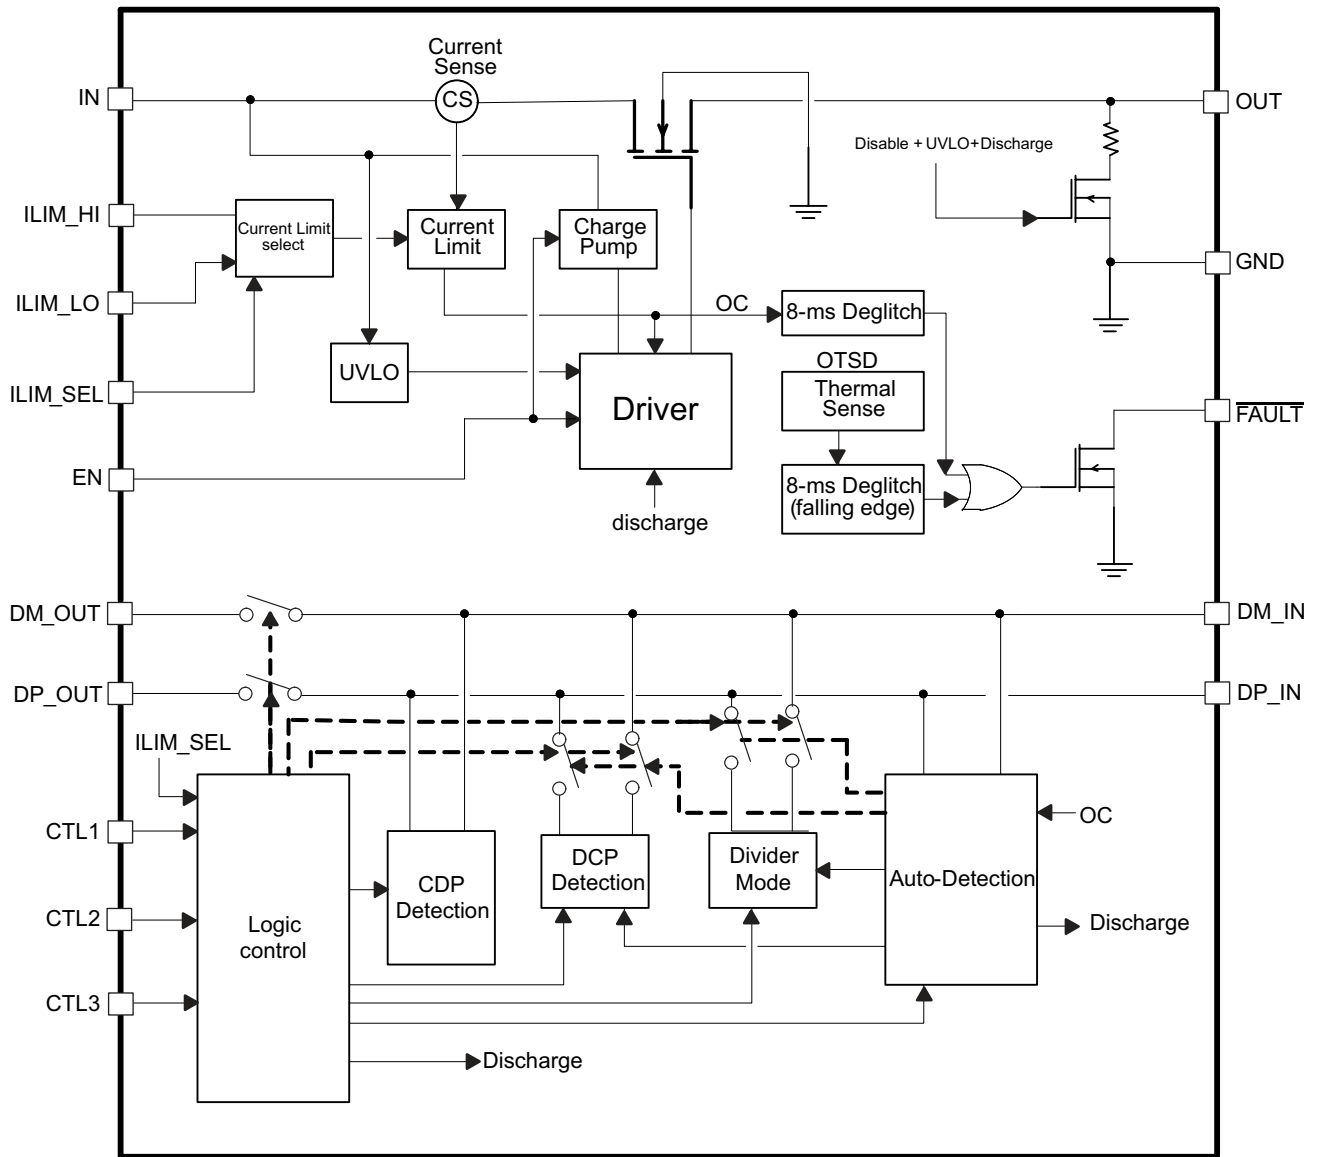 Current
Sense
IN
CS
OUT
Disable + UVLO+Discharge
ILIM_HI
Current Limit
select
Current
Limit
Charge
Pump
GND
ILIM_LO
OC
8-ms Deglitch
UVLO
OTSD
Thermal
Sense
ILIM_SEL
Driver
FAULT
EN
8-ms Deglitch
(falling edge)
discharge
DM_OUT
DM_IN
DP_OUT
DP_IN
ILIM_SEL
CTL1
OC
DCP
Detection
Divider
Mode
Auto-Detection
CDP
Detection
CTL2
Logic
control
Discharge
CTL3
Discharge